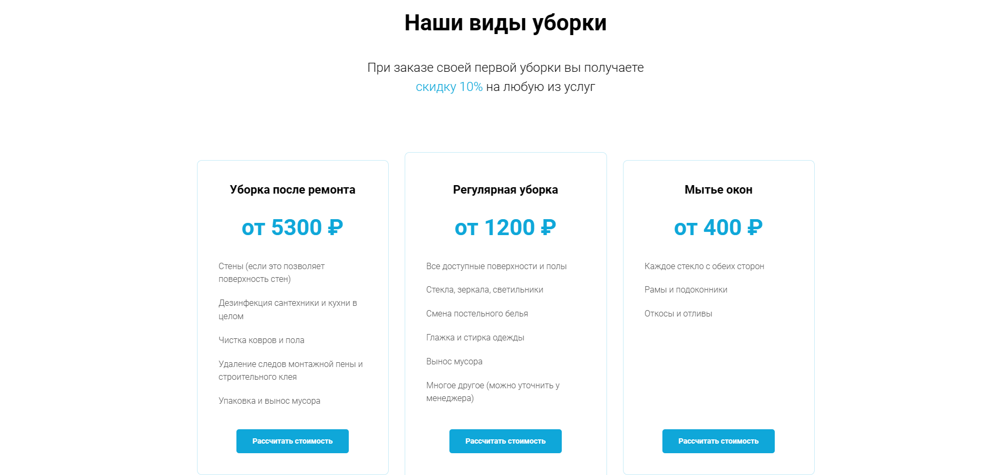 Наши виды уборки
При заказе своей первой уборки вы получаете
скидку 10% на любую из услуг
Уборка после ремонта
от 5300 ₽
Стены (если это позволяет
поверхность стен)
Дезинфекция сантехники и кухни в
целом
Чистка ковров и пола
Удаление следов монтажной пены и
строительного клея
Упаковка и вынос мусора
Рассчитать стоимость
Регулярная уборка
от 1200 ₽
Все доступные поверхности и полы
Стекла, зеркала, светильники
Смена постельного белья
Глажка и стирка одежды
Вынос мусора
Многое другое (можно уточнить у
менеджера)
Рассчитать стоимость
Мытье окон
от 400 ₽
Каждое стекло с обеих сторон
Рамы и подоконники
Откосы и отливы
Рассчитать стоимость